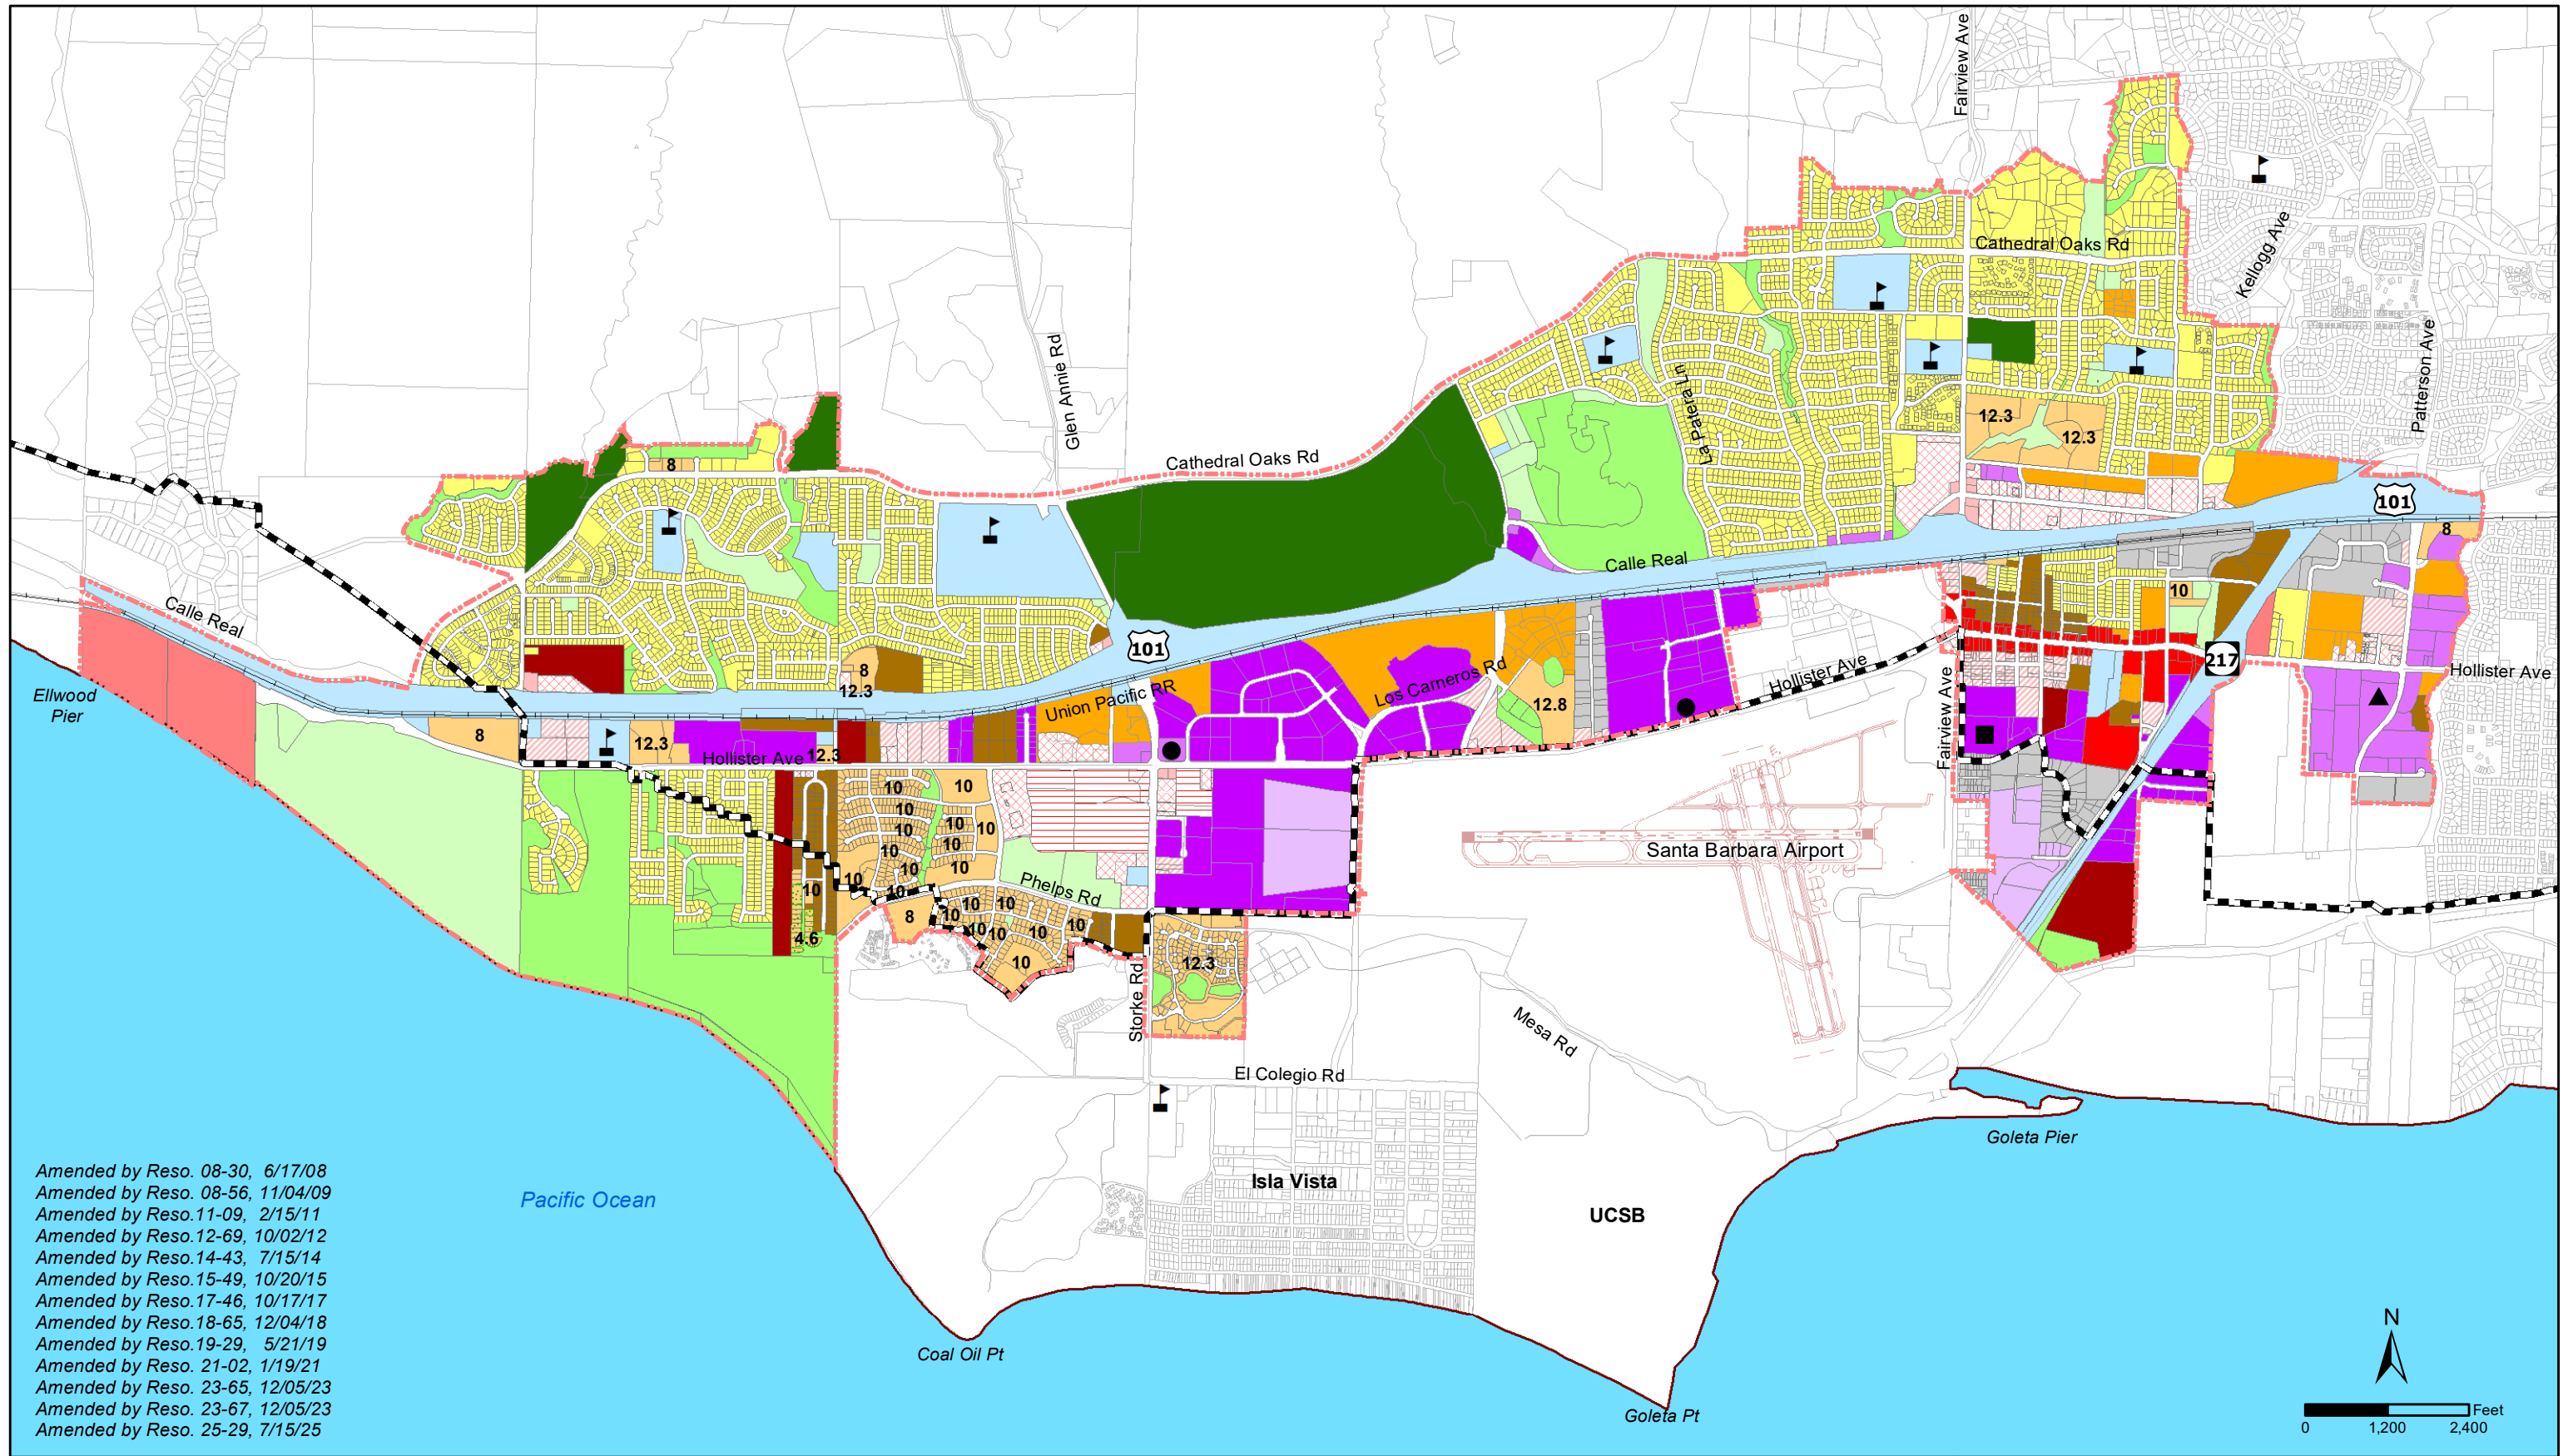 Fairview Ave
Cathedral Oaks Rd
Kellogg Ave
Patterson Ave
Glen Annie Rd
La Patera Ln
12.3
12.3
8
Cathedral Oaks Rd
101
8
Calle Real
10
Calle Real
101
8
12.3
Ellwood
Pier
Union Pacific RR
Los Carneros Rd
12.8
Hollister Ave
Fairview Ave
217
Hollister Ave
8
12.3
Hollister Ave
12.3
10
10
10
10
10
10
10
10
10
10
10
10
10
10
Phelps Rd
Santa Barbara Airport
8
10
10
10
10
10
10
10
10
4.6
12.3
Storke Rd
Mesa Rd
El Colegio Rd
Goleta Pier
Isla Vista
UCSB
Pacific Ocean
Coal Oil Pt
Goleta Pt
Amended by Reso. 08-30, 6/17/08
Amended by Reso. 08-56, 11/04/09
Amended by Reso.11-09, 2/15/11
Amended by Reso.12-69, 10/02/12
Amended by Reso.14-43, 7/15/14
Amended by Reso.15-49, 10/20/15
Amended by Reso.17-46, 10/17/17
Amended by Reso.18-65, 12/04/18
Amended by Reso.19-29, 5/21/19
Amended by Reso. 21-02, 1/19/21
Amended by Reso. 23-65, 12/05/23
Amended by Reso. 23-67, 12/05/23
Amended by Reso. 25-29, 7/15/25
N
Feet
0 1,200 2,400